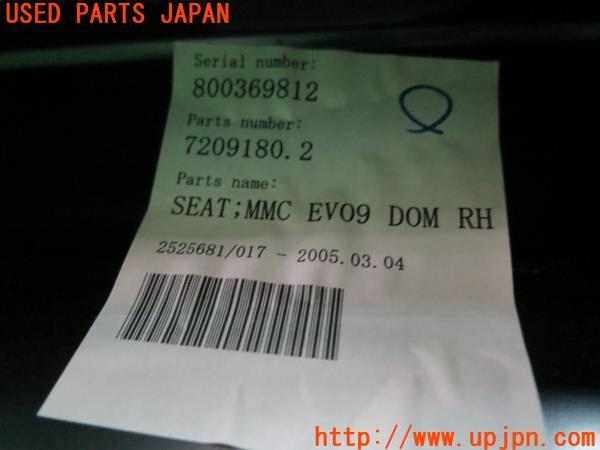 USED PARTS JAPAN
Serial number:
800369812
Parts number:
7209180.2
Parts name:
SEAT;MMC EVO9 DOM RH
2525681/017 - 2005.03.04
http://www.upjpn.com/